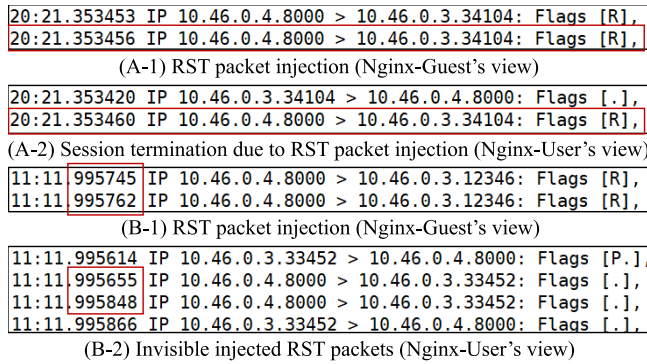 20:21.353453 IP 10.46.0.4.8000 > 10.46.0.3.34104: Flags [R],
20:21.353456 IP 10.46.0.4.8000 > 10.46.0.3.34104: Flags [R],
(A-1) RST packet injection (Nginx-Guest's view)
20:21.353420 IP 10.46.0.3.34104 > 10.46.0.4.8000: Flags [.],
20:21.353460 IP 10.46.0.4.8000 > 10.46.0.3.34104: Flags [R],
(A-2) Session termination due to RST packet injection (Nginx-User's view)
11:11.995745 IP 10.46.0.4.8000 > 10.46.0.3.12346: Flags [R],
11:11.995762 IP 10.46.0.4.8000 > 10.46.0.3.12346: Flags [R],
(B-1) RST packet injection (Nginx-Guest's view)
11:11.995614 IP 10.46.0.3.33452 > 10.46.0.4.8000: Flags [P.],
11:11.995655 IP 10.46.0.4.8000 > 10.46.0.3.33452: Flags [.],
11:11.995848 IP 10.46.0.4.8000 > 10.46.0.3.33452: Flags [.],
11:11.995866 IP 10.46.0.3.33452 > 10.46.0.4.8000: Flags [.],
(B-2) Invisible injected RST packets (Nginx-User's view)